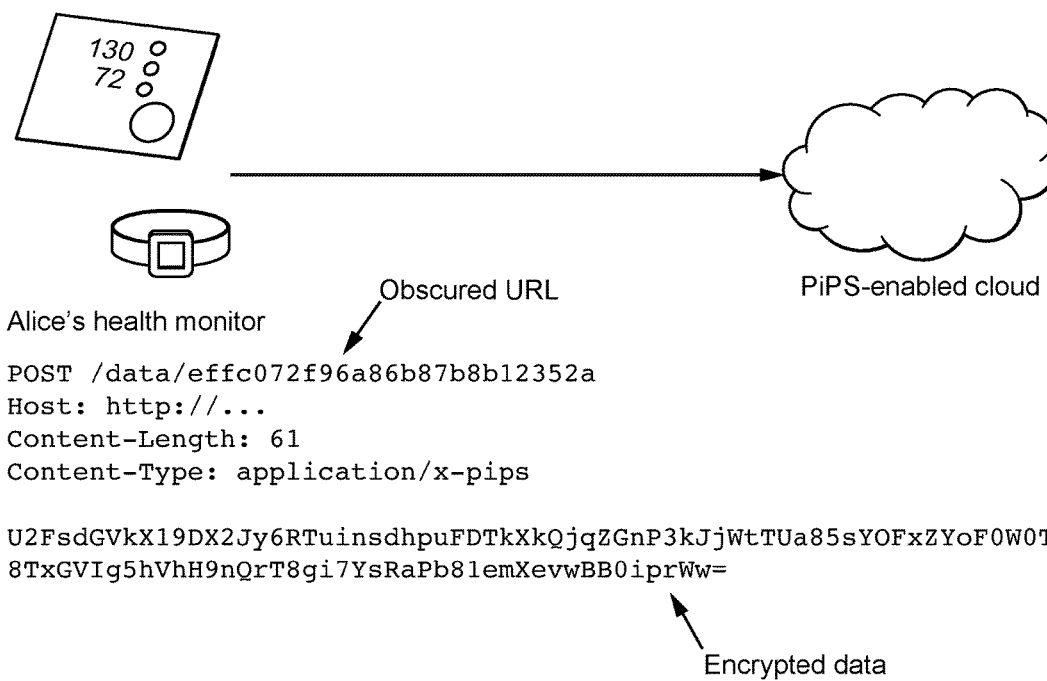 130
72
Obscured URL
PiPS-enabled cloud
Alice's health monitor
POST /data/effc072f96a86b87b8b12352a
Host: http://...
Content-Length: 61
Content-Type: application/x-pips
U2FsdGVkX19DX2Jy6RTuinsdhpuFDTkXkQjqZGnP3kJjWtTUa85sYOFxZYoF0W0T
8TxGVIg5hVhH9nQrT8gi7YsRaPb81emXevwBB0iprWw=
Encrypted data